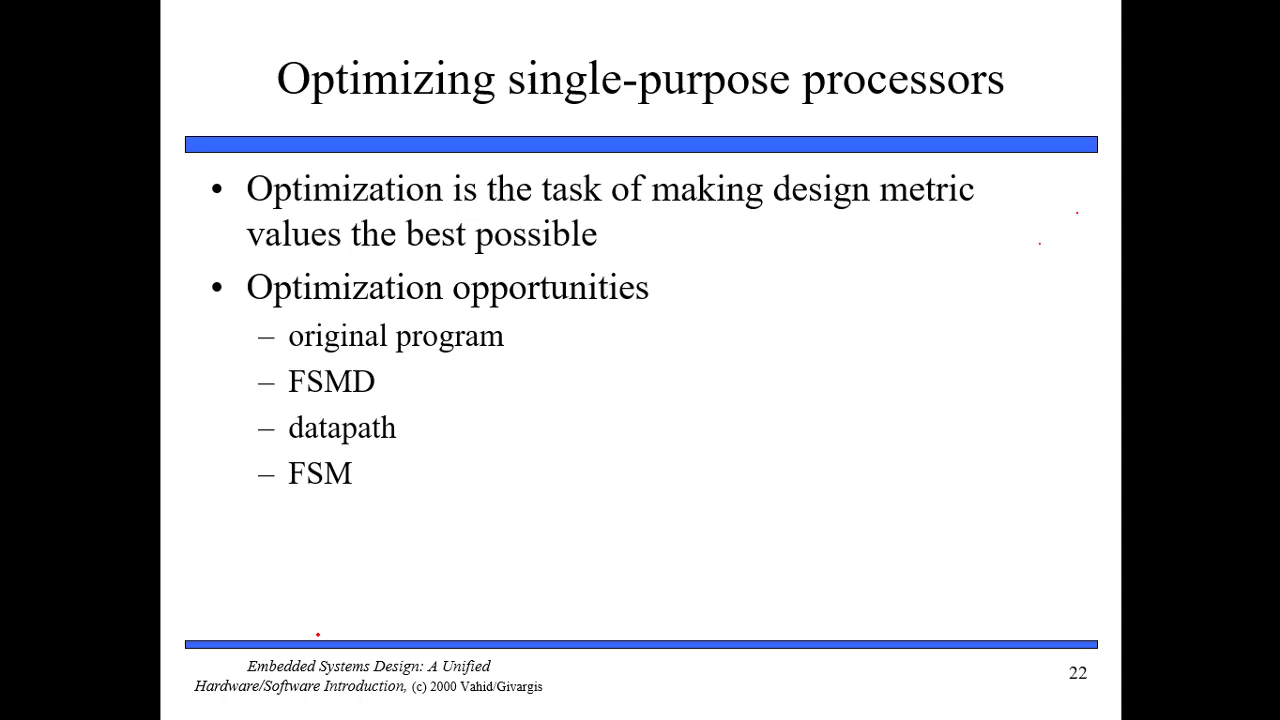 Optimizing single-purpose processors
• Optimization is the task of making design metric
values the best possible
• Optimization opportunities
– original program
– FSMD
– datapath
– FSM
Embedded Systems Design: A Unified
Hardware/Software Introduction, (c) 2000 Vahid/Givargis
22